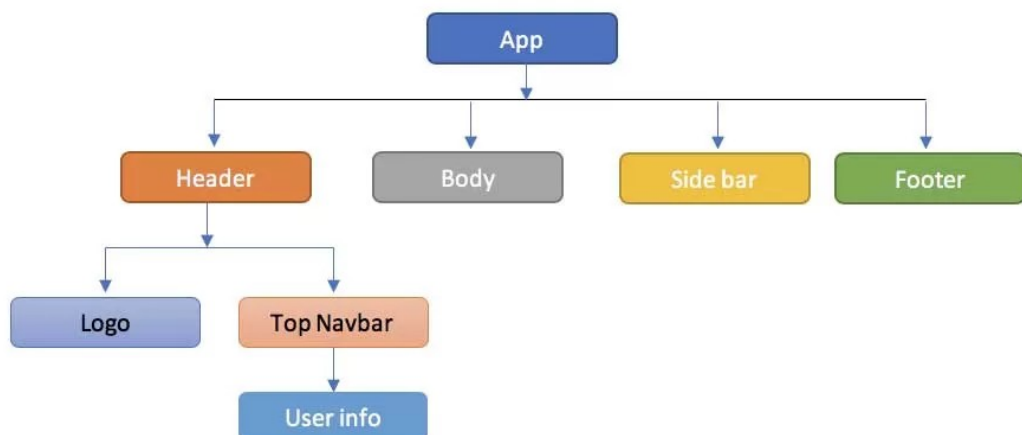 App
Header
Body
Side bar
Footer
Logo
Top Navbar
User info